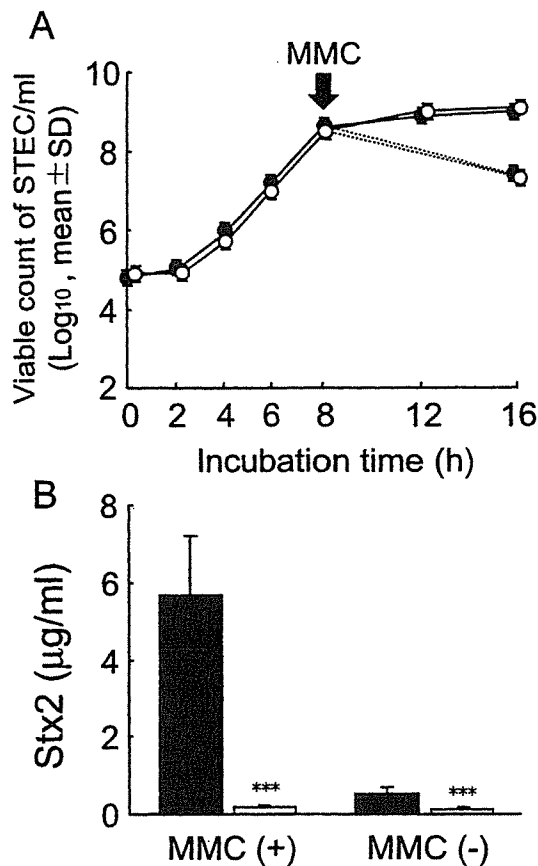 A
MMC
Viable count of STEC/ml
(Log10, mean±SD)
10
8
6
4
2
0 2 4 6 8 12 16
Incubation time (h)
B
Stx2 (μg/ml)
8
6
4
2
0
*** ***
MMC (+) MMC (-)